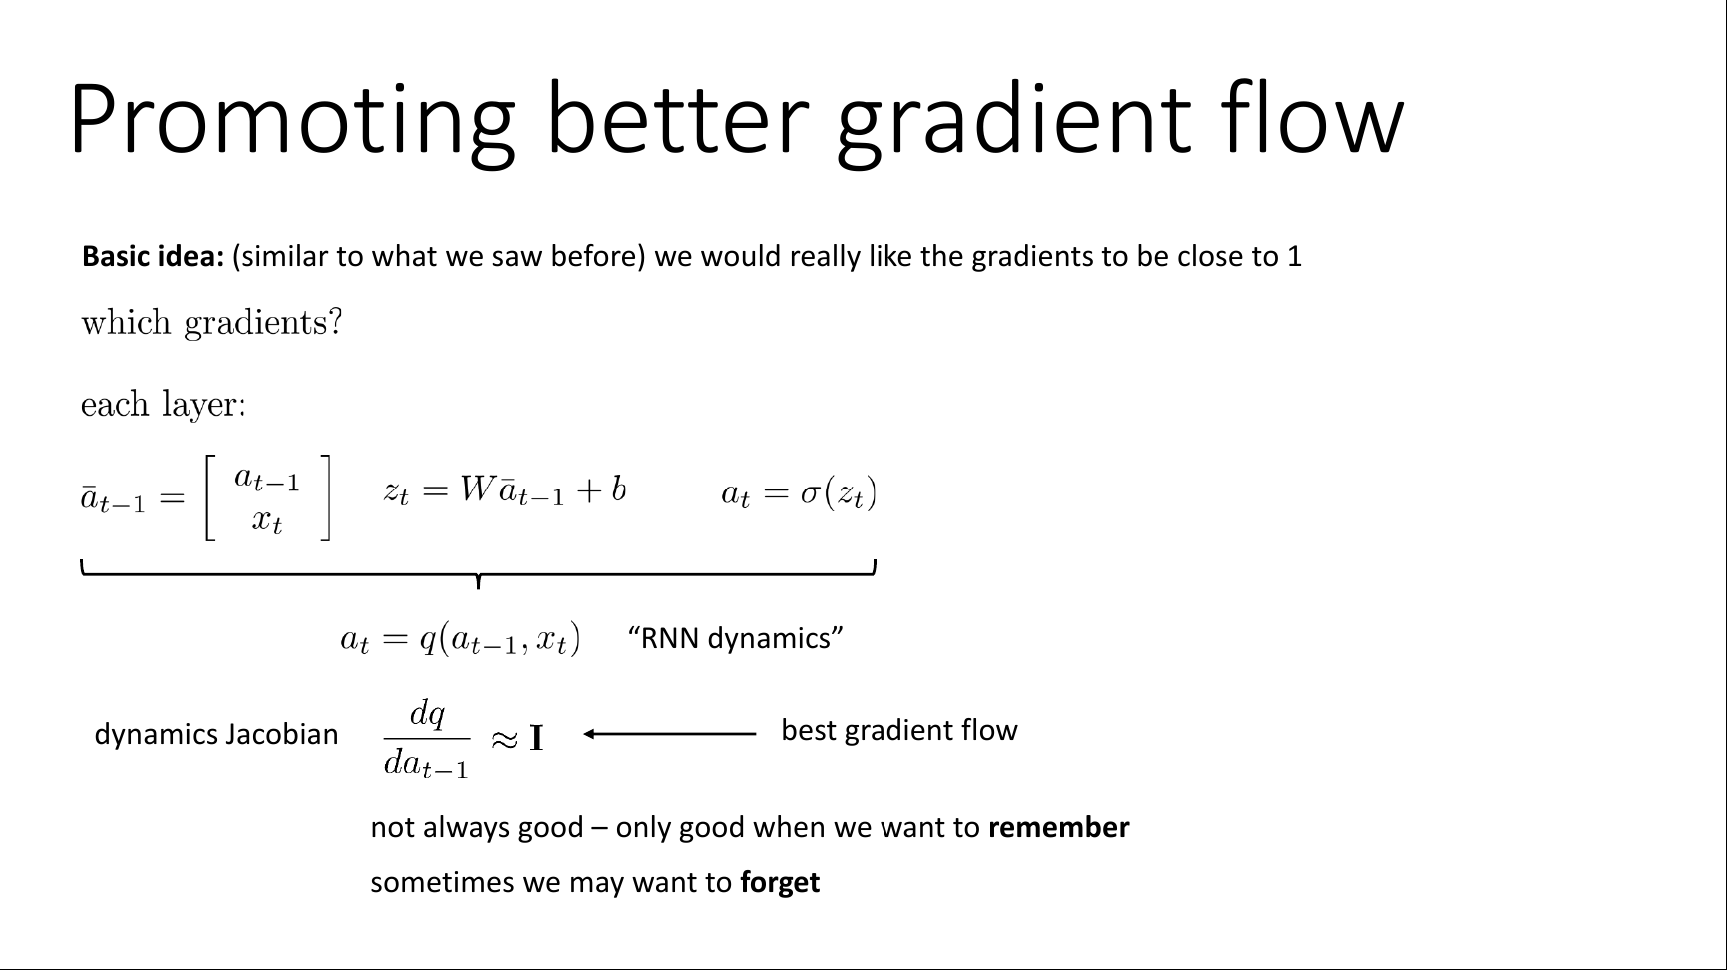 Promoting better gradient flow
Basic idea: (similar to what we saw before) we would really like the gradients to be close to 1
which gradients?
each layer:
$\bar{a}_{t-1} = \begin{bmatrix} a_{t-1} \\ x_t \end{bmatrix}$ $z_t = W\bar{a}_{t-1} + b$ $a_t = \sigma(z_t)$
$a_t = q(a_{t-1}, x_t)$ “RNN dynamics”
dynamics Jacobian $\frac{dq}{da_{t-1}} \approx \mathbf{I}$ best gradient flow
not always good – only good when we want to remember
sometimes we may want to forget